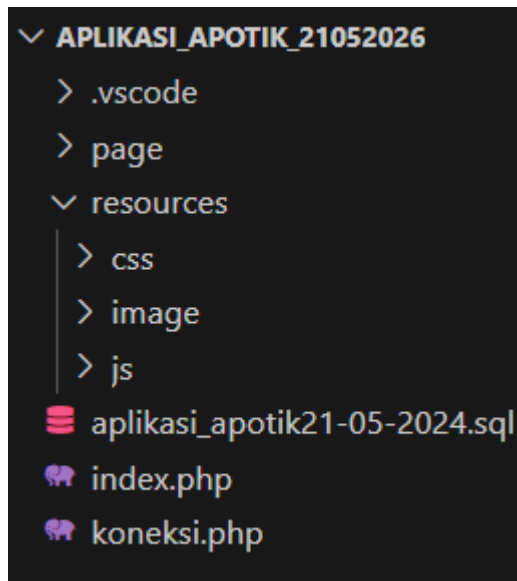 APLIKASI_APOTIK_21052026
.vscode
page
resources
css
image
js
aplikasi_apotik21-05-2024.sql
index.php
koneksi.php